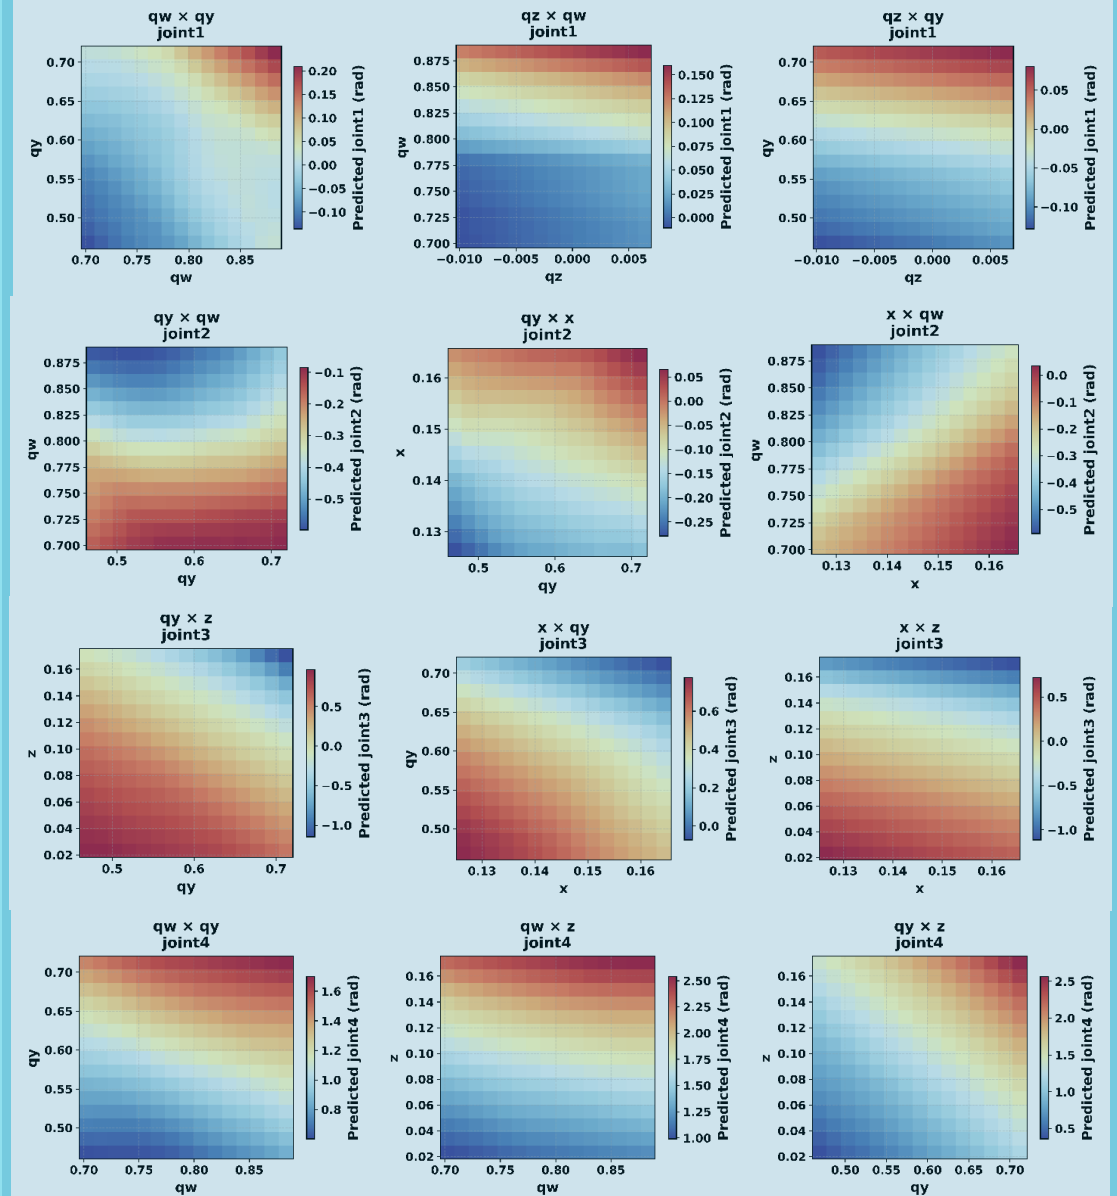 qw × qy
joint1
0.70
0.65
0.60
0.55
0.50
qy
0.70 0.75 0.80 0.85
qw
0.20
0.15
0.10
0.05
0.00
−0.05
−0.10
Predicted joint1 (rad)
qz × qw
joint1
0.875
0.850
0.825
0.800
0.775
0.750
0.725
0.700
qw
−0.010 −0.005 0.000 0.005
qz
0.150
0.125
0.100
0.075
0.050
0.025
0.000
Predicted joint1 (rad)
qz × qy
joint1
0.70
0.65
0.60
0.55
0.50
qy
−0.010 −0.005 0.000 0.005
qz
0.05
0.00
−0.05
−0.10
Predicted joint1 (rad)
qy × qw
joint2
0.875
0.850
0.825
0.800
0.775
0.750
0.725
0.700
qw
0.5 0.6 0.7
qy
−0.1
−0.2
−0.3
−0.4
−0.5
Predicted joint2 (rad)
qy × x
joint2
0.16
0.15
0.14
0.13
x
0.5 0.6 0.7
qy
0.05
0.00
−0.05
−0.10
−0.15
−0.20
−0.25
Predicted joint2 (rad)
x × qw
joint2
0.875
0.850
0.825
0.800
0.775
0.750
0.725
0.700
qw
0.13 0.14 0.15 0.16
x
0.0
−0.1
−0.2
−0.3
−0.4
−0.5
Predicted joint2 (rad)
qy × z
joint3
0.16
0.14
0.12
0.10
0.08
0.06
0.04
0.02
z
0.5 0.6 0.7
qy
0.5
0.0
−0.5
−1.0
Predicted joint3 (rad)
x × qy
joint3
0.70
0.65
0.60
0.55
0.50
qy
0.13 0.14 0.15 0.16
x
0.6
0.4
0.2
0.0
Predicted joint3 (rad)
x × z
joint3
0.16
0.14
0.12
0.10
0.08
0.06
0.04
0.02
z
0.13 0.14 0.15 0.16
x
0.5
0.0
−0.5
−1.0
Predicted joint3 (rad)
qw × qy
joint4
0.70
0.65
0.60
0.55
0.50
qy
0.70 0.75 0.80 0.85
qw
1.6
1.4
1.2
1.0
0.8
Predicted joint4 (rad)
qw × z
joint4
0.16
0.14
0.12
0.10
0.08
0.06
0.04
0.02
z
0.70 0.75 0.80 0.85
qw
2.50
2.25
2.00
1.75
1.50
1.25
1.00
Predicted joint4 (rad)
qy × z
joint4
0.16
0.14
0.12
0.10
0.08
0.06
0.04
0.02
z
0.50 0.55 0.60 0.65 0.70
qy
2.5
2.0
1.5
1.0
0.5
Predicted joint4 (rad)